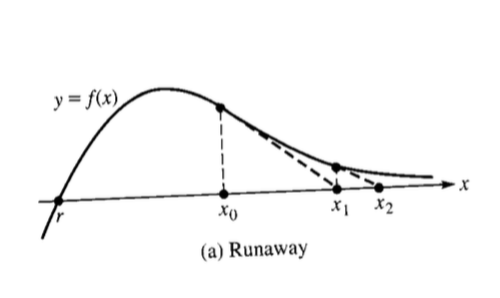 y = f(x)
x
r
x₀
x₁
x₂
(a) Runaway